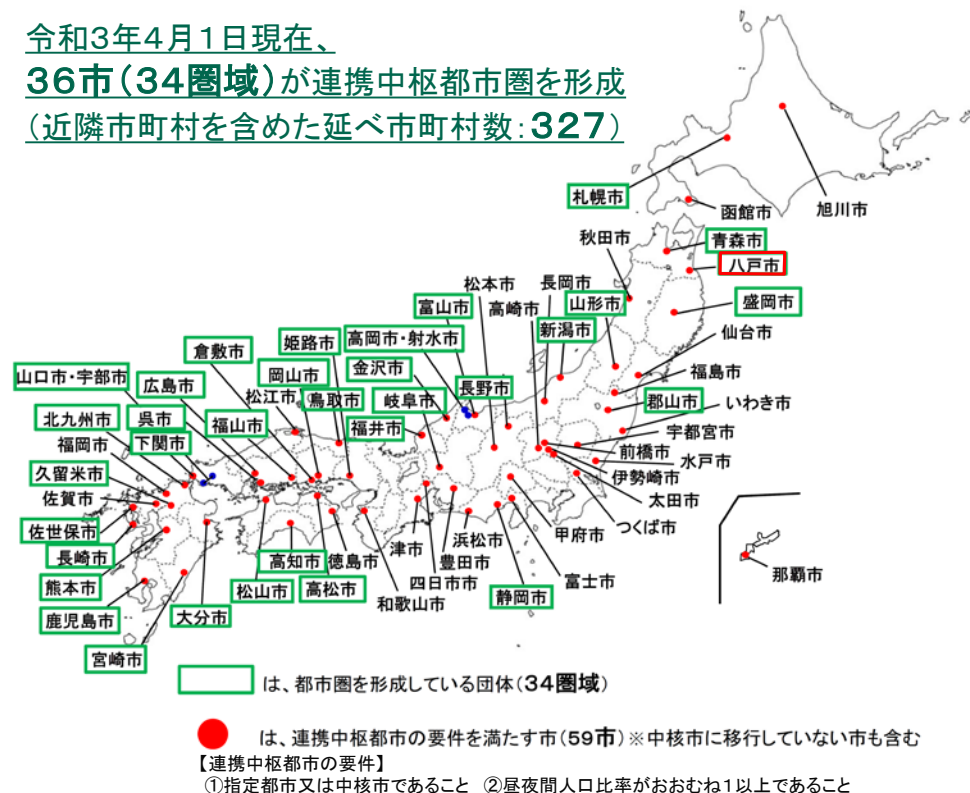 令和3年4月1日現在、
36市(34圏域)が連携中枢都市圏を形成
(近隣市町村を含めた延べ市町村数:327)
札幌市
函館市
旭川市
秋田市
青森市
八戸市
松本市
長岡市
富山市
高崎市
山形市
盛岡市
姫路市
高岡市・射水市
新潟市
仙台市
倉敷市
金沢市
福島市
山口市・宇部市
広島市
岡山市
長野市
松江市
鳥取市
岐阜市
郡山市
いわき市
北九州市
呉市
福山市
福井市
宇都宮市
福岡市
下関市
前橋市
水戸市
久留米市
伊勢崎市
佐賀市
太田市
佐世保市
つくば市
長崎市
浜松市
甲府市
高知市
徳島市
津市
豊田市
熊本市
松山市
高松市
四日市市
富士市
那覇市
和歌山市
静岡市
鹿児島市
大分市
宮崎市
は、都市圏を形成している団体(34圏域)
は、連携中枢都市の要件を満たす市(59市)※中核市に移行していない市も含む
【連携中枢都市の要件】
①指定都市又は中核市であること ②昼夜間人口比率がおおむね1以上であること